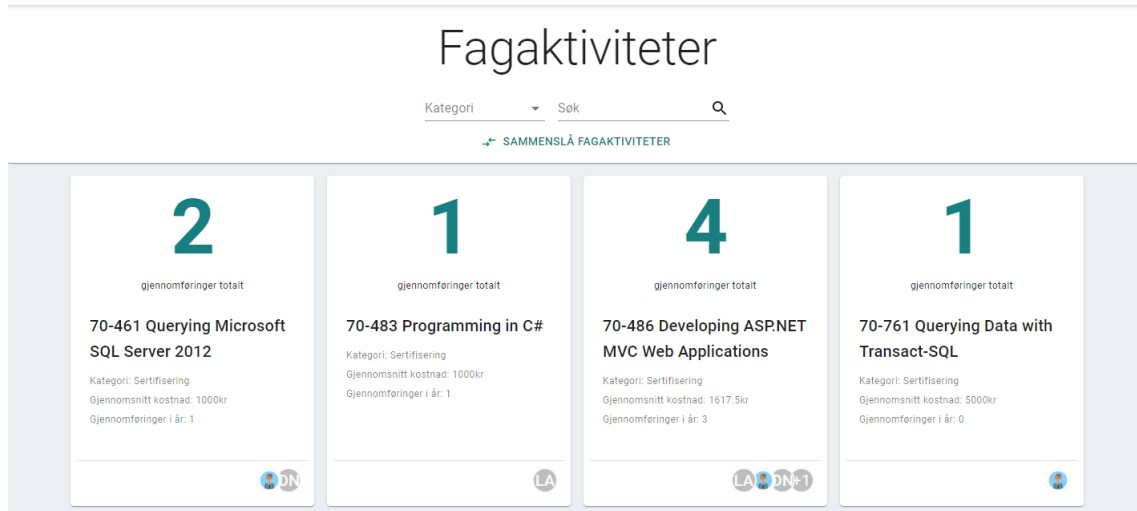 Fagaktiviteter
Kategori
Søk
SAMMENSLÅ FAGAKTIVITETER
2
gjennomføringer totalt
70-461 Querying Microsoft
SQL Server 2012
Kategori: Sertifisering
Gjennomsnitt kostnad: 1000kr
Gjennomføringer i år: 1
DN
1
gjennomføringer totalt
70-483 Programming in C#
Kategori: Sertifisering
Gjennomsnitt kostnad: 1000kr
Gjennomføringer i år: 1
LA
4
gjennomføringer totalt
70-486 Developing ASP.NET
MVC Web Applications
Kategori: Sertifisering
Gjennomsnitt kostnad: 1617.5kr
Gjennomføringer i år: 3
LA DN +1
1
gjennomføringer totalt
70-761 Querying Data with
Transact-SQL
Kategori: Sertifisering
Gjennomsnitt kostnad: 5000kr
Gjennomføringer i år: 0